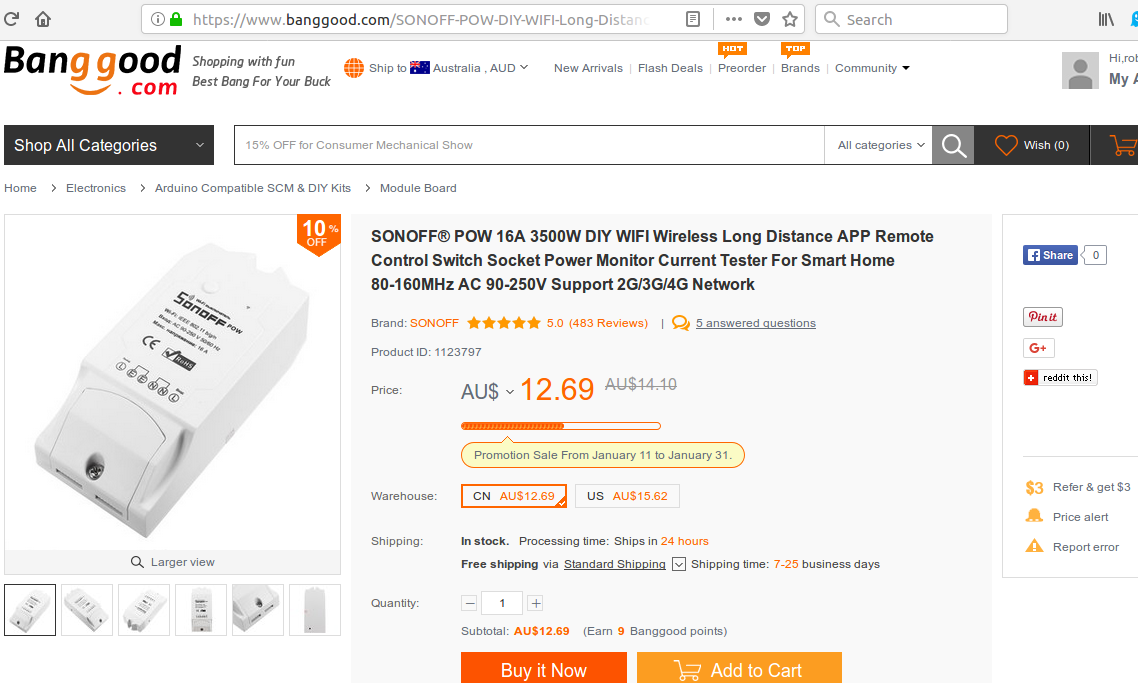 https://www.banggood.com/SONOFF-POW-DIY-WIFI-Long-Distanc
Search
Banggood
.com
Shopping with fun
Best Bang For Your Buck
Ship to Australia , AUD
New Arrivals | Flash Deals | Preorder | Brands | Community
HOT
TOP
Hi,rob
My A
Shop All Categories
15% OFF for Consumer Mechanical Show
All categories
Wish (0)
Home > Electronics > Arduino Compatible SCM & DIY Kits > Module Board
10%
OFF
SONOFF
POW
CE
RoHS
Larger view
SONOFF® POW 16A 3500W DIY WIFI Wireless Long Distance APP Remote
Control Switch Socket Power Monitor Current Tester For Smart Home
80-160MHz AC 90-250V Support 2G/3G/4G Network
Brand: SONOFF 5.0 (483 Reviews) | 5 answered questions
Product ID: 1123797
Price: AU$ 12.69 AU$14.10
Promotion Sale From January 11 to January 31.
Warehouse: CN AU$12.69 US AU$15.62
Shipping: In stock. Processing time: Ships in 24 hours
Free shipping via Standard Shipping Shipping time: 7-25 business days
Quantity: − 1 +
Subtotal: AU$12.69 (Earn 9 Banggood points)
Buy it Now
Add to Cart
Share 0
Pin it
G+
reddit this!
$3 Refer & get $3
Price alert
Report error